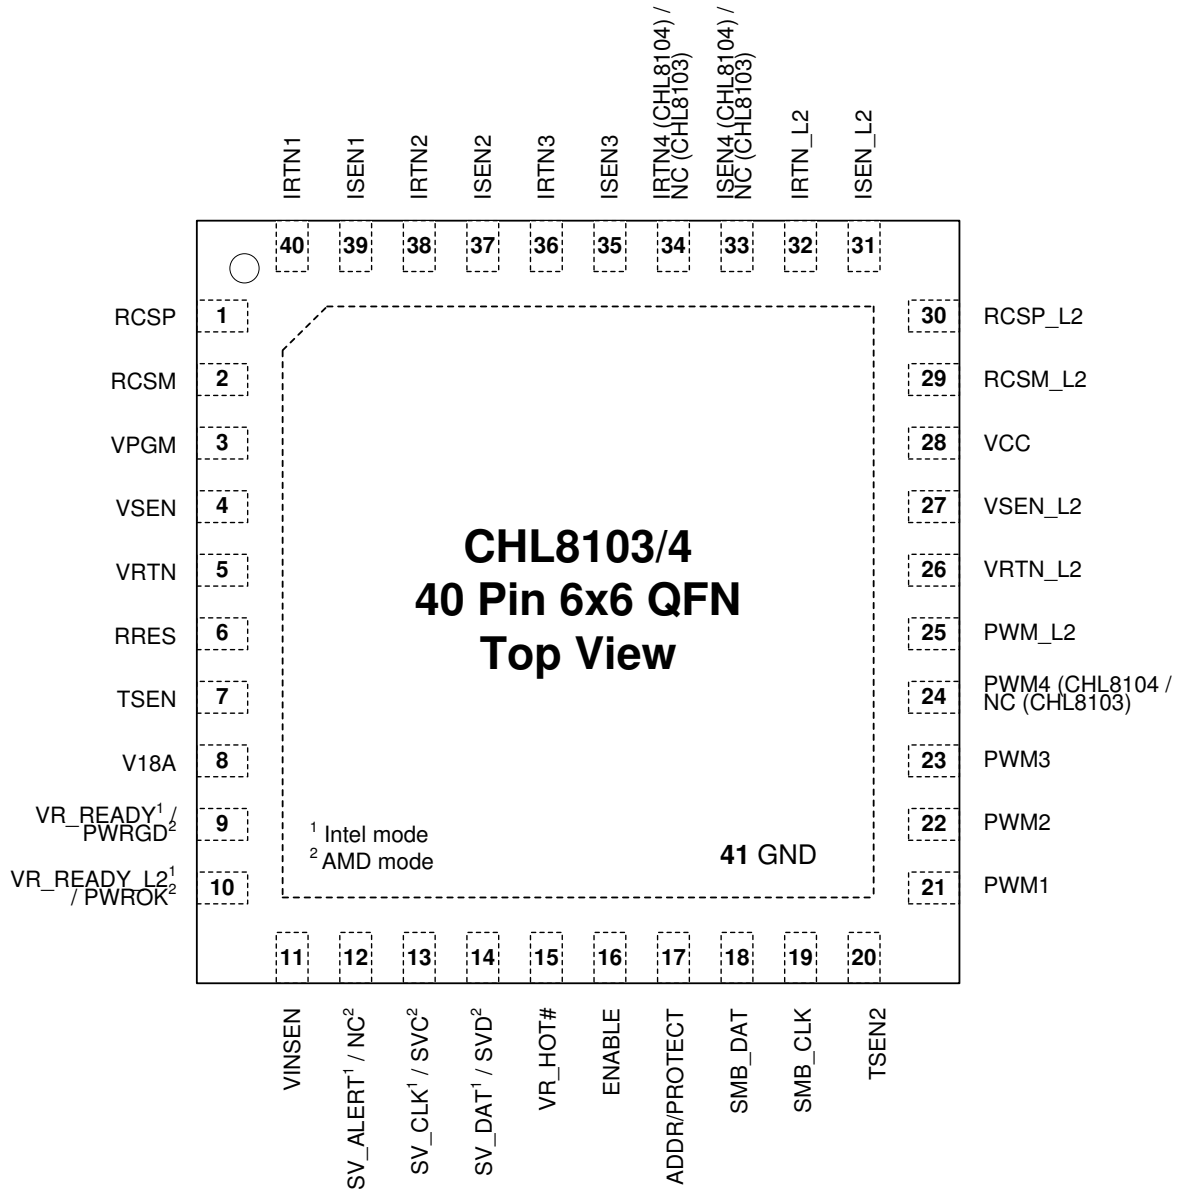 IRTN1
ISEN1
IRTN2
ISEN2
IRTN3
ISEN3
IRTN4 (CHL8104) /
NC (CHL8103)
ISEN4 (CHL8104) /
NC (CHL8103)
IRTN_L2
ISEN_L2
40 39 38 37 36 35 34 33 32 31
RCSP 1
RCSM 2
VPGM 3
VSEN 4
VRTN 5
RRES 6
TSEN 7
V18A 8
VR_READY¹ /
PWRGD² 9
VR_READY_L2¹
/ PWROK² 10
CHL8103/4
40 Pin 6x6 QFN
Top View
¹ Intel mode
² AMD mode
41 GND
30 RCSP_L2
29 RCSM_L2
28 VCC
27 VSEN_L2
26 VRTN_L2
25 PWM_L2
24 PWM4 (CHL8104 /
NC (CHL8103)
23 PWM3
22 PWM2
21 PWM1
11 12 13 14 15 16 17 18 19 20
VINSEN
SV_ALERT¹ / NC²
SV_CLK¹ / SVC²
SV_DAT¹ / SVD²
VR_HOT#
ENABLE
ADDR/PROTECT
SMB_DAT
SMB_CLK
TSEN2